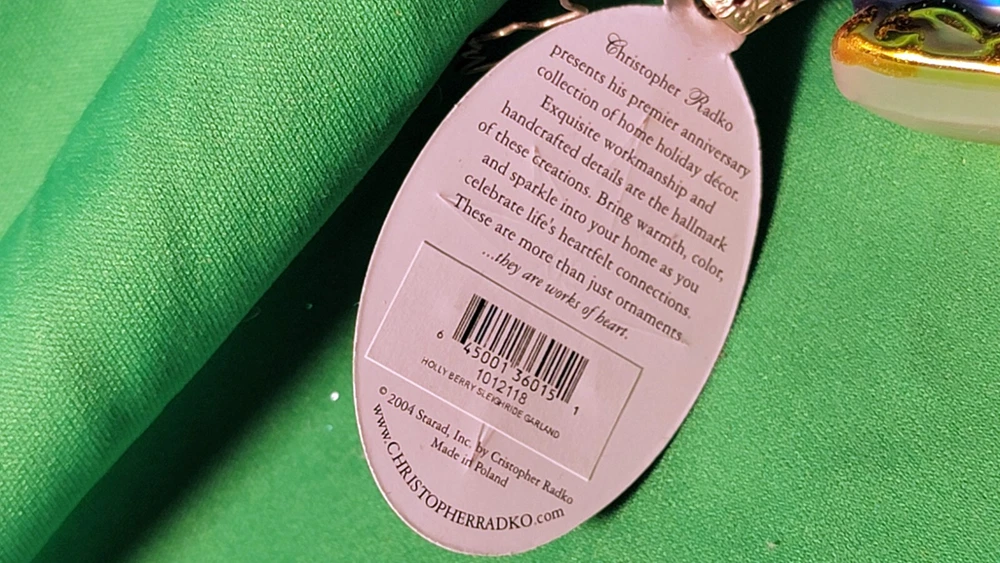 Christopher Radko
presents his premier anniversary
collection of home holiday décor.
Exquisite workmanship and
handcrafted details are the hallmark
of these creations. Bring warmth, color,
and sparkle into your home as you
celebrate life's heartfelt connections.
These are more than just ornaments
...they are works of heart.
6 45001 36015 1
1012118
HOLLY BERRY SLEIGHRIDE GARLAND
© 2004 Starad, Inc. by Cristopher Radko
Made in Poland
www.CHRISTOPHERRADKO.com